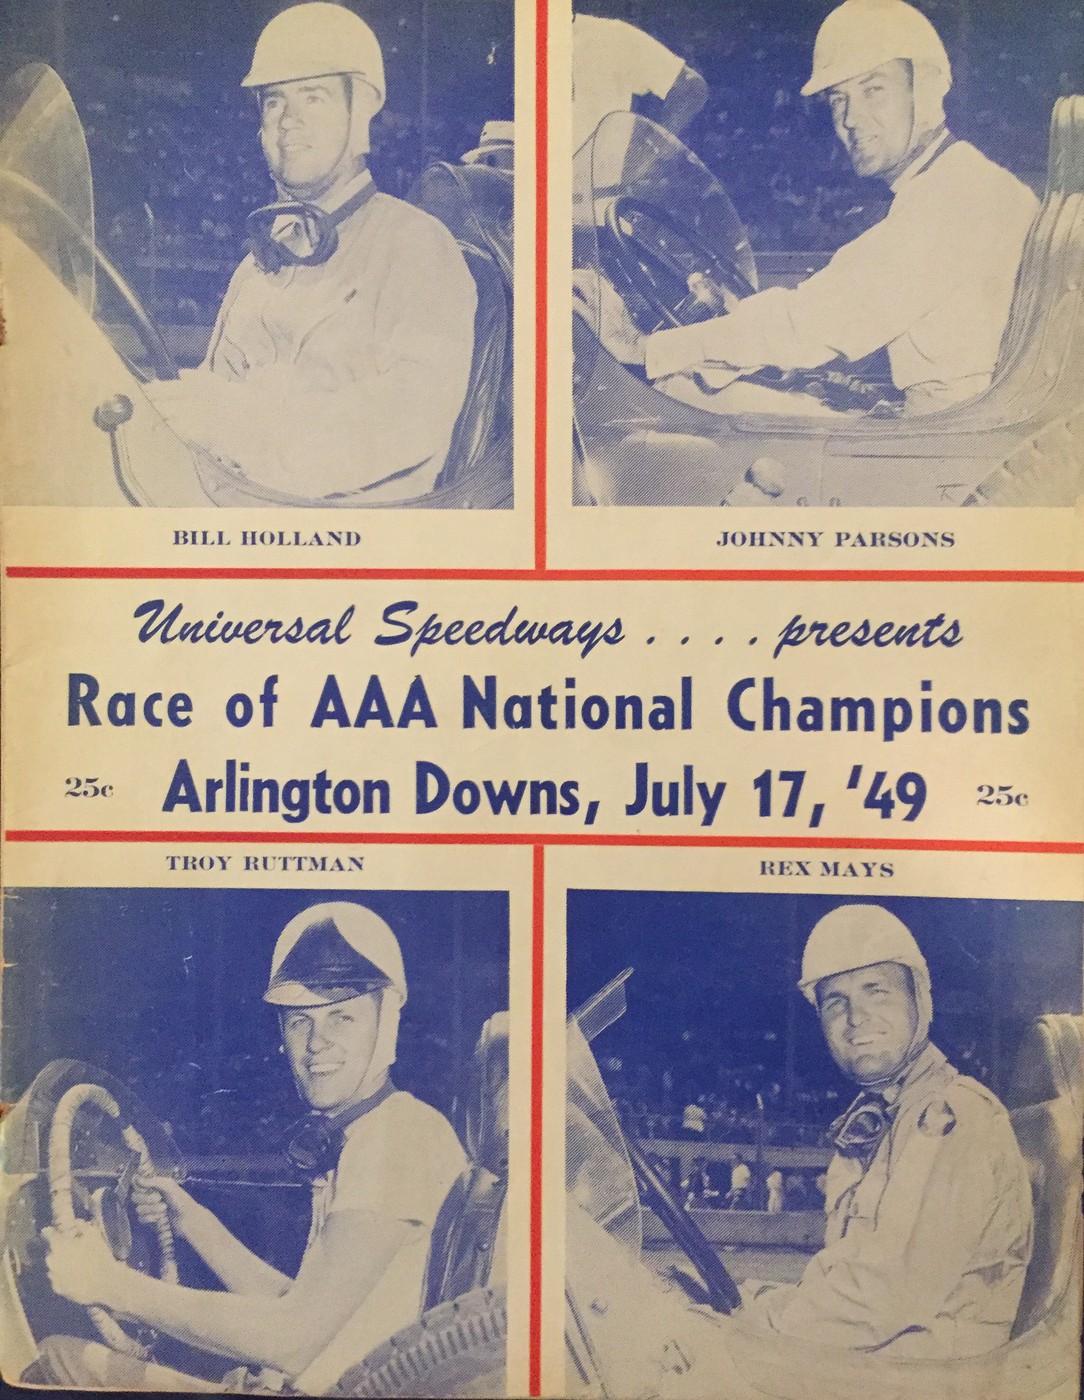 BILL HOLLAND
JOHNNY PARSONS
Universal Speedways . . . . presents
Race of AAA National Champions
25c Arlington Downs, July 17, '49 25c
TROY RUTTMAN
REX MAYS